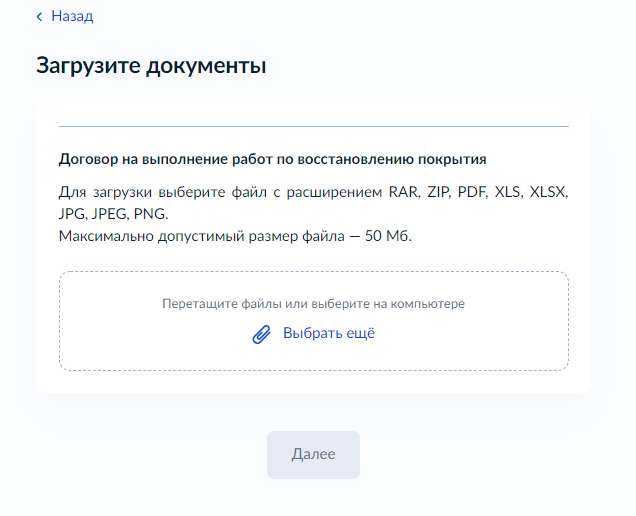 Назад
Загрузите документы
Договор на выполнение работ по восстановлению покрытия
Для загрузки выберите файл с расширением RAR, ZIP, PDF, XLS, XLSX,
JPG, JPEG, PNG.
Максимально допустимый размер файла — 50 Мб.
Перетащите файлы или выберите на компьютере
Выбрать ещё
Далее